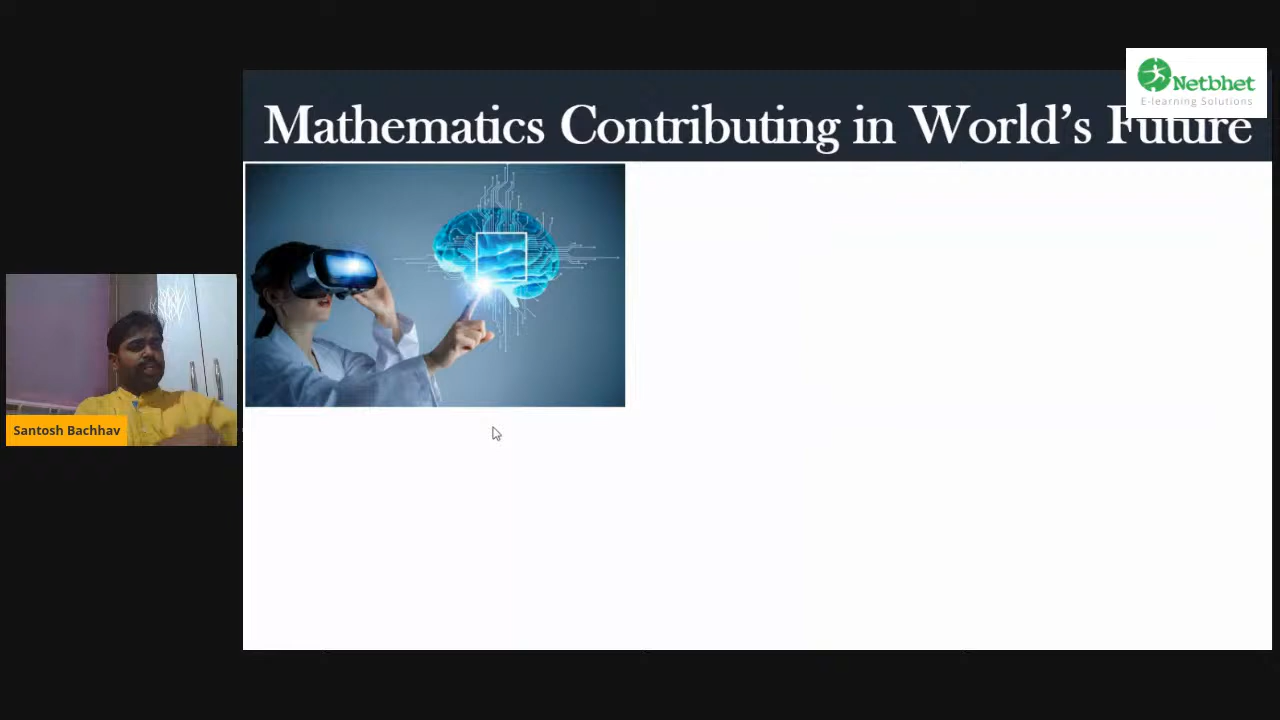 Netbhet
E-learning Solutions
Mathematics Contributing in World's Future
Santosh Bachhav